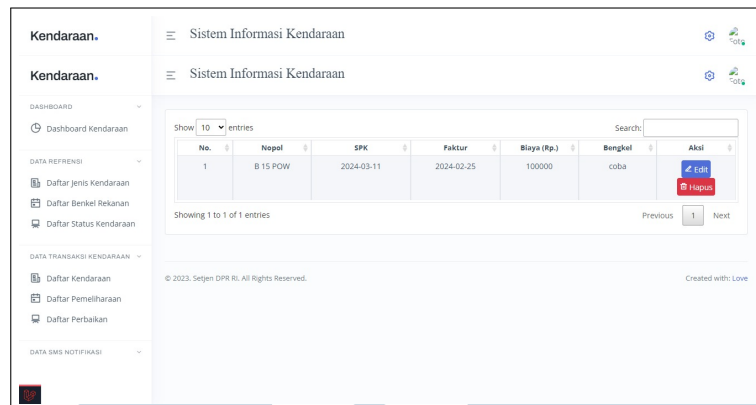 Kendaraan.
Sistem Informasi Kendaraan
Foto
Kendaraan.
Sistem Informasi Kendaraan
Foto
DASHBOARD
Dashboard Kendaraan
DATA REFRENSI
Daftar Jenis Kendaraan
Daftar Benkel Rekanan
Daftar Status Kendaraan
DATA TRANSAKSI KENDARAAN
Daftar Kendaraan
Daftar Pemeliharaan
Daftar Perbaikan
DATA SMS NOTIFIKASI
Show 10 entries
Search:
No. Nopol SPK Faktur Biaya (Rp.) Bengkel Aksi
1 B 15 POW 2024-03-11 2024-02-25 100000 coba Edit
Hapus
Showing 1 to 1 of 1 entries
Previous 1 Next
© 2023. Setjen DPR RI. All Rights Reserved.
Created with: Love